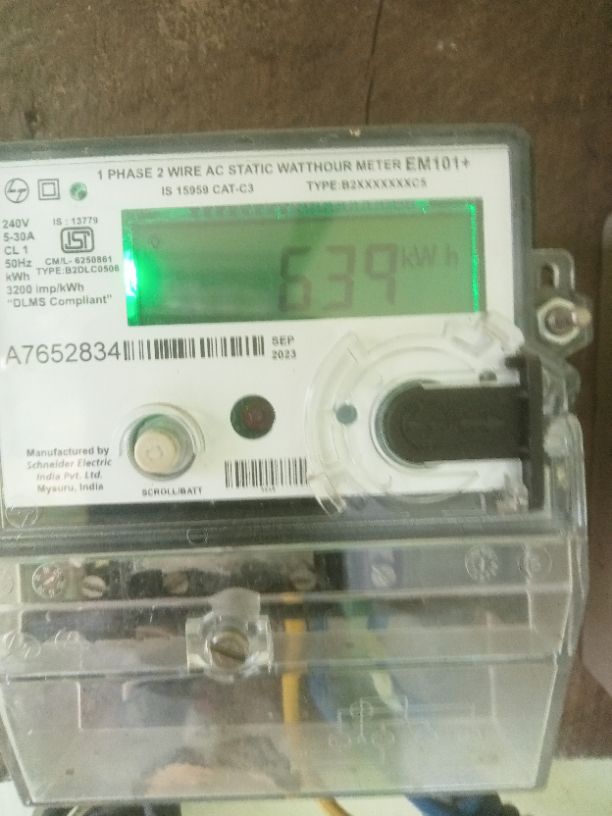 1 PHASE 2 WIRE AC STATIC WATTHOUR METER EM101+
IS 15959 CAT-C3 TYPE:B2XXXXXXXC5
240V IS : 13779
5-30A
CL 1
50Hz CM/L- 6250861
kWh TYPE:B2DLC0508
3200 imp/kWh
"DLMS Compliant"
639 kWh
A7652834 SEP
2023
Manufactured by
Schneider Electric
India Pvt. Ltd.
Mysuru, India
SCROLL/BATT